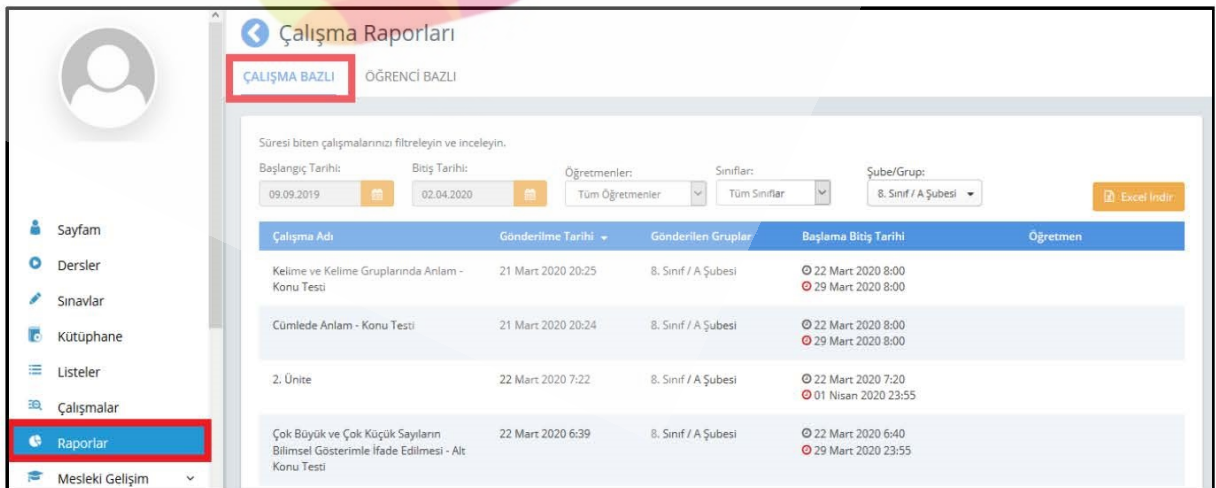 Çalışma Raporları
ÇALIŞMA BAZLI ÖĞRENCİ BAZLI
Süresi biten çalışmalarınızı filtreleyin ve inceleyin.
Başlangıç Tarihi: Bitiş Tarihi: Öğretmenler: Sınıflar: Şube/Grup:
09.09.2019 02.04.2020 Tüm Öğretmenler Tüm Sınıflar 8. Sınıf / A Şubesi Excel İndir
Çalışma Adı Gönderilme Tarihi Gönderilen Gruplar Başlama Bitiş Tarihi Öğretmen
Kelime ve Kelime Gruplarında Anlam - 21 Mart 2020 20:25 8. Sınıf / A Şubesi 22 Mart 2020 8:00
Konu Testi 29 Mart 2020 8:00
Cümlede Anlam - Konu Testi 21 Mart 2020 20:24 8. Sınıf / A Şubesi 22 Mart 2020 8:00
29 Mart 2020 8:00
2. Ünite 22 Mart 2020 7:22 8. Sınıf / A Şubesi 22 Mart 2020 7:20
01 Nisan 2020 23:55
Çok Büyük ve Çok Küçük Sayıların 22 Mart 2020 6:39 8. Sınıf / A Şubesi 22 Mart 2020 6:40
Bilimsel Gösterimle İfade Edilmesi - Alt 29 Mart 2020 23:55
Konu Testi
Sayfam
Dersler
Sınavlar
Kütüphane
Listeler
Çalışmalar
Raporlar
Mesleki Gelişim